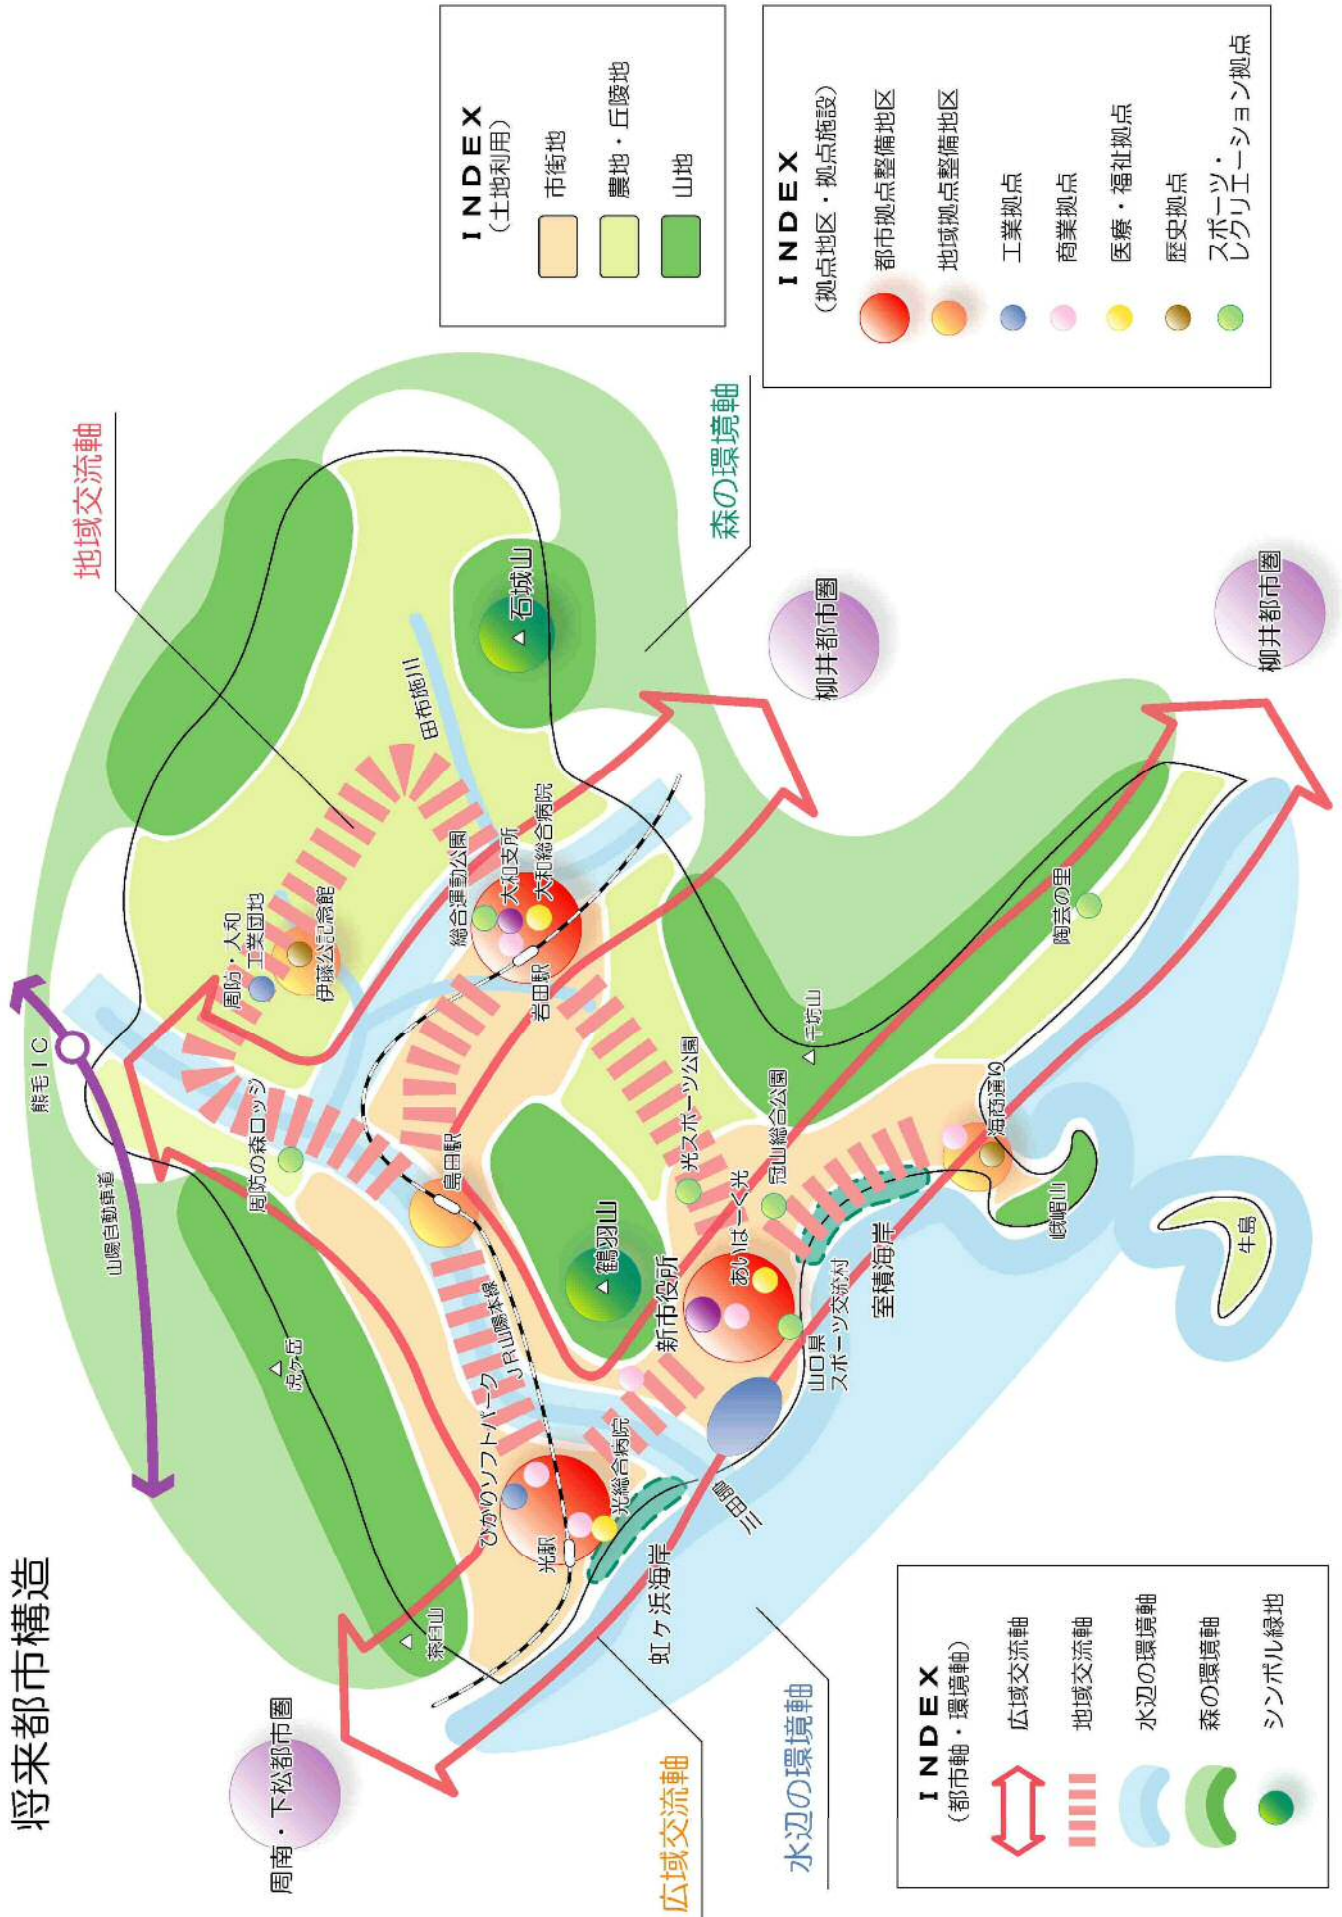 将来都市構造
周南・下松都市圏
茶臼山
虎ヶ岳
山陽自動車道
熊毛IC
地域交流軸
周防の森ロッジ
周防・大和
工業団地
伊藤公記念館
田布施川
石城山
森の環境軸
総合運動公園
大和支所
大和総合病院
岩田駅
島田駅
JR山陽本線
ひかりソフトパーク
光駅
光総合病院
島田川
虹ヶ浜海岸
鶴羽山
新市役所
あいぱーく光
光スポーツ公園
冠山総合公園
千坊山
陶芸の里
山口県
スポーツ交流村
室積海岸
海商通り
峨嵋山
牛島
柳井都市圏
柳井都市圏
広域交流軸
水辺の環境軸
INDEX
(土地利用)
市街地
農地・丘陵地
山地
INDEX
(拠点地区・拠点施設)
都市拠点整備地区
地域拠点整備地区
工業拠点
商業拠点
医療・福祉拠点
歴史拠点
スポーツ・
レクリエーション拠点
INDEX
(都市軸・環境軸)
広域交流軸
地域交流軸
水辺の環境軸
森の環境軸
シンボル緑地